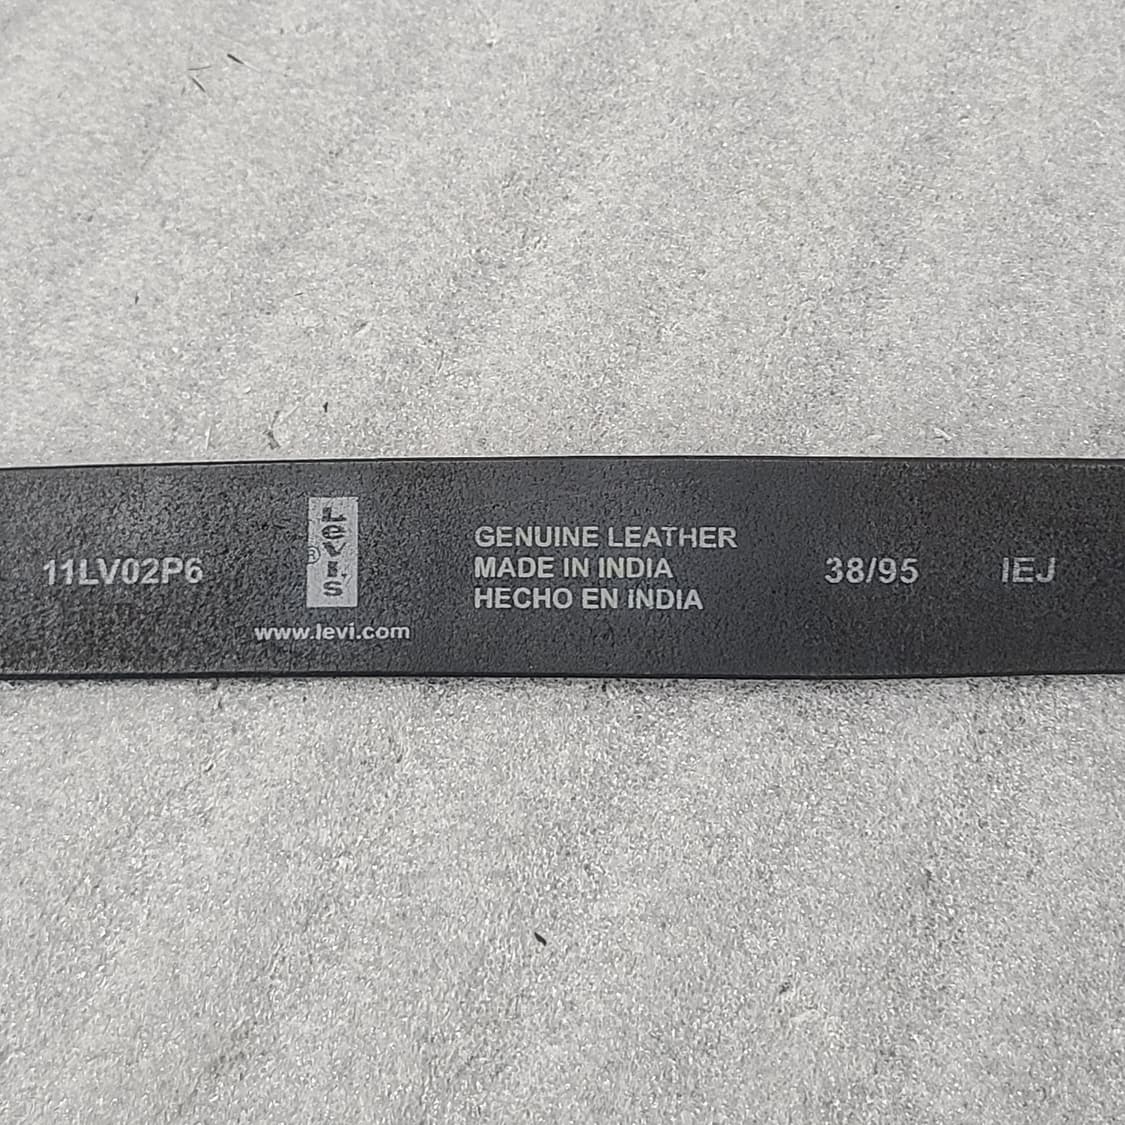 11LV02P6
Levi's
®
www.levi.com
GENUINE LEATHER
MADE IN INDIA
HECHO EN INDIA
38/95
IEJ